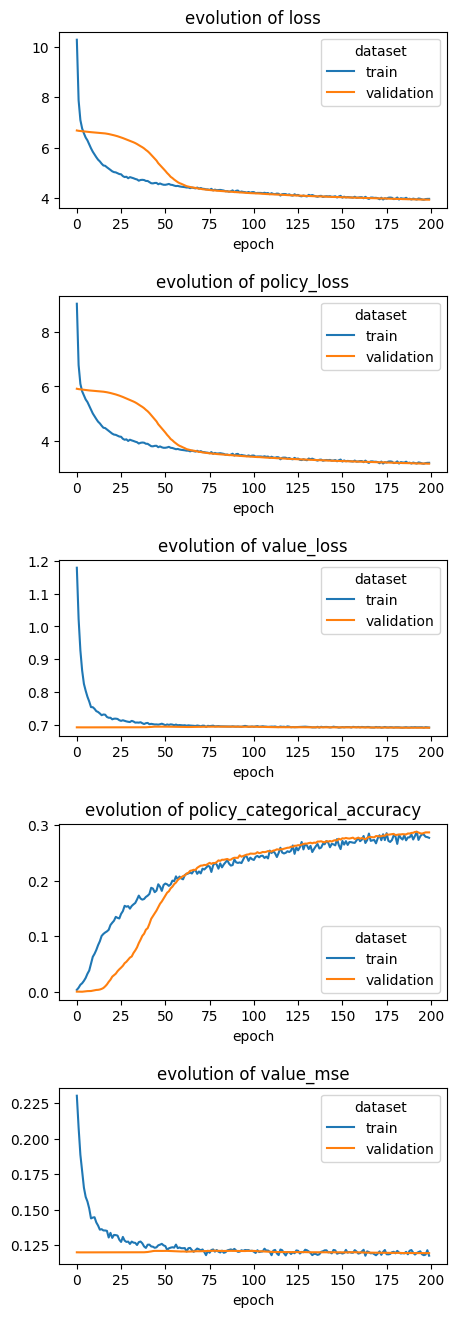 evolution of loss
10
8
6
4
dataset
train
validation
0 25 50 75 100 125 150 175 200
epoch
evolution of policy_loss
8
6
4
dataset
train
validation
0 25 50 75 100 125 150 175 200
epoch
evolution of value_loss
1.2
1.1
1.0
0.9
0.8
0.7
dataset
train
validation
0 25 50 75 100 125 150 175 200
epoch
evolution of policy_categorical_accuracy
0.3
0.2
0.1
0.0
dataset
train
validation
0 25 50 75 100 125 150 175 200
epoch
evolution of value_mse
0.225
0.200
0.175
0.150
0.125
dataset
train
validation
0 25 50 75 100 125 150 175 200
epoch